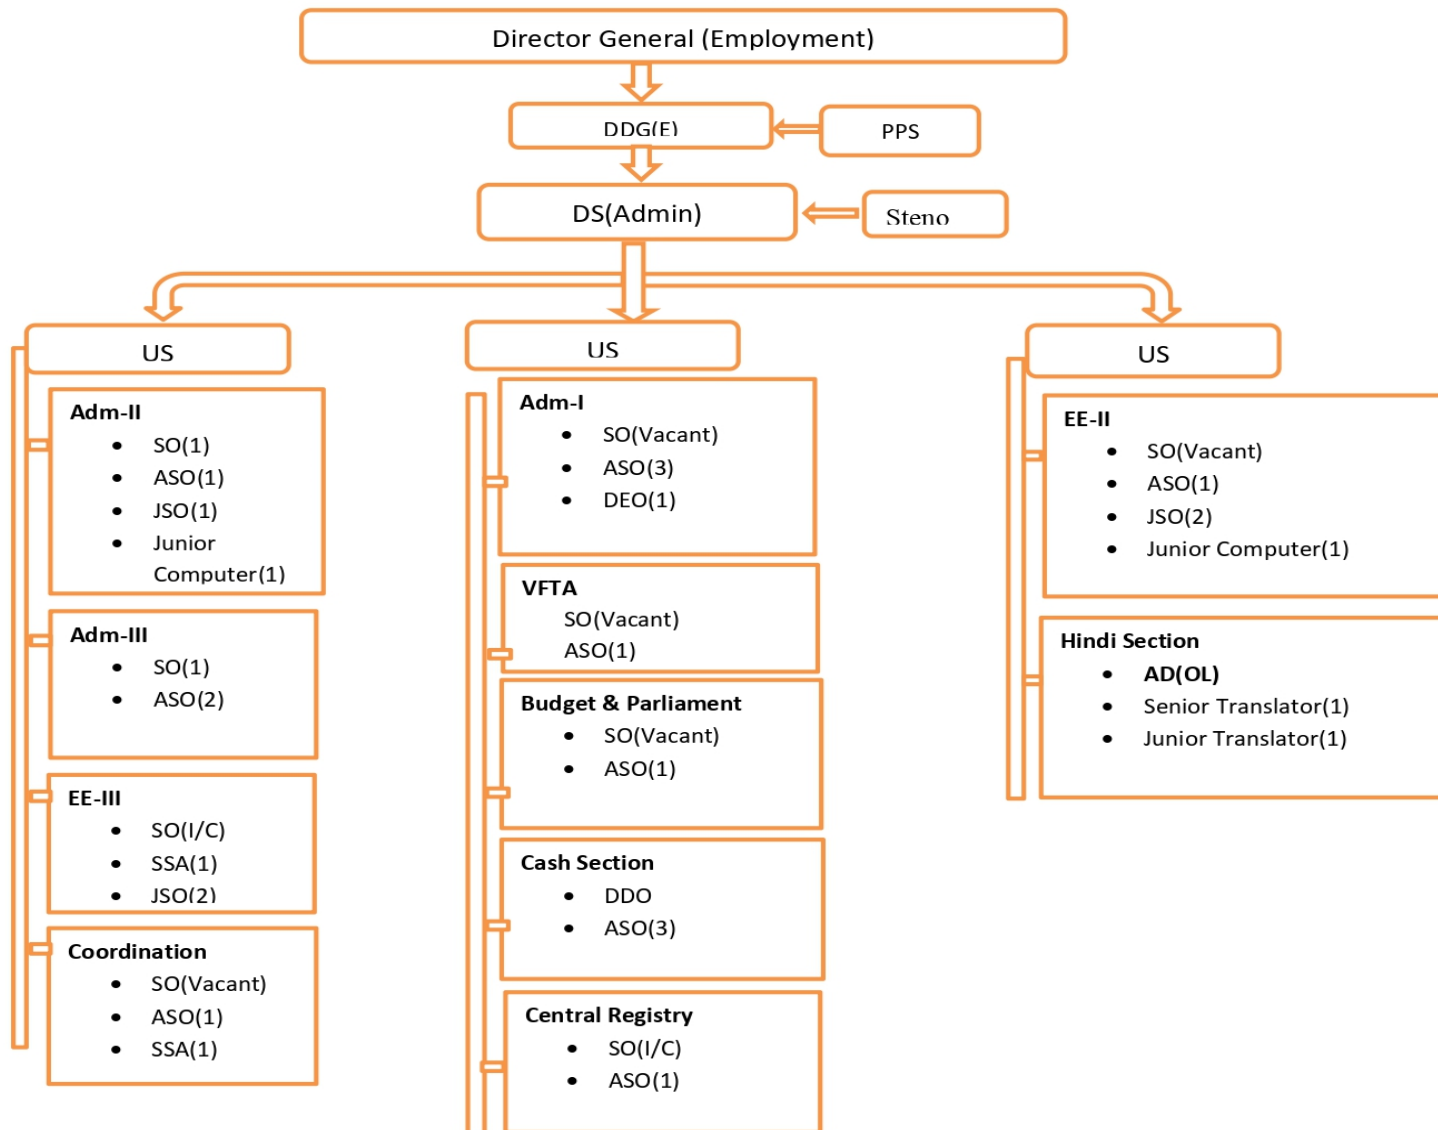 Director General (Employment)
DDG(E)
PPS
DS(Admin)
Steno
US
Adm-II
• SO(1)
• ASO(1)
• JSO(1)
• Junior
Computer(1)
Adm-III
• SO(1)
• ASO(2)
EE-III
• SO(I/C)
• SSA(1)
• JSO(2)
Coordination
• SO(Vacant)
• ASO(1)
• SSA(1)
US
Adm-I
• SO(Vacant)
• ASO(3)
• DEO(1)
VFTA
SO(Vacant)
ASO(1)
Budget & Parliament
• SO(Vacant)
• ASO(1)
Cash Section
• DDO
• ASO(3)
Central Registry
• SO(I/C)
• ASO(1)
US
EE-II
• SO(Vacant)
• ASO(1)
• JSO(2)
• Junior Computer(1)
Hindi Section
• AD(OL)
• Senior Translator(1)
• Junior Translator(1)